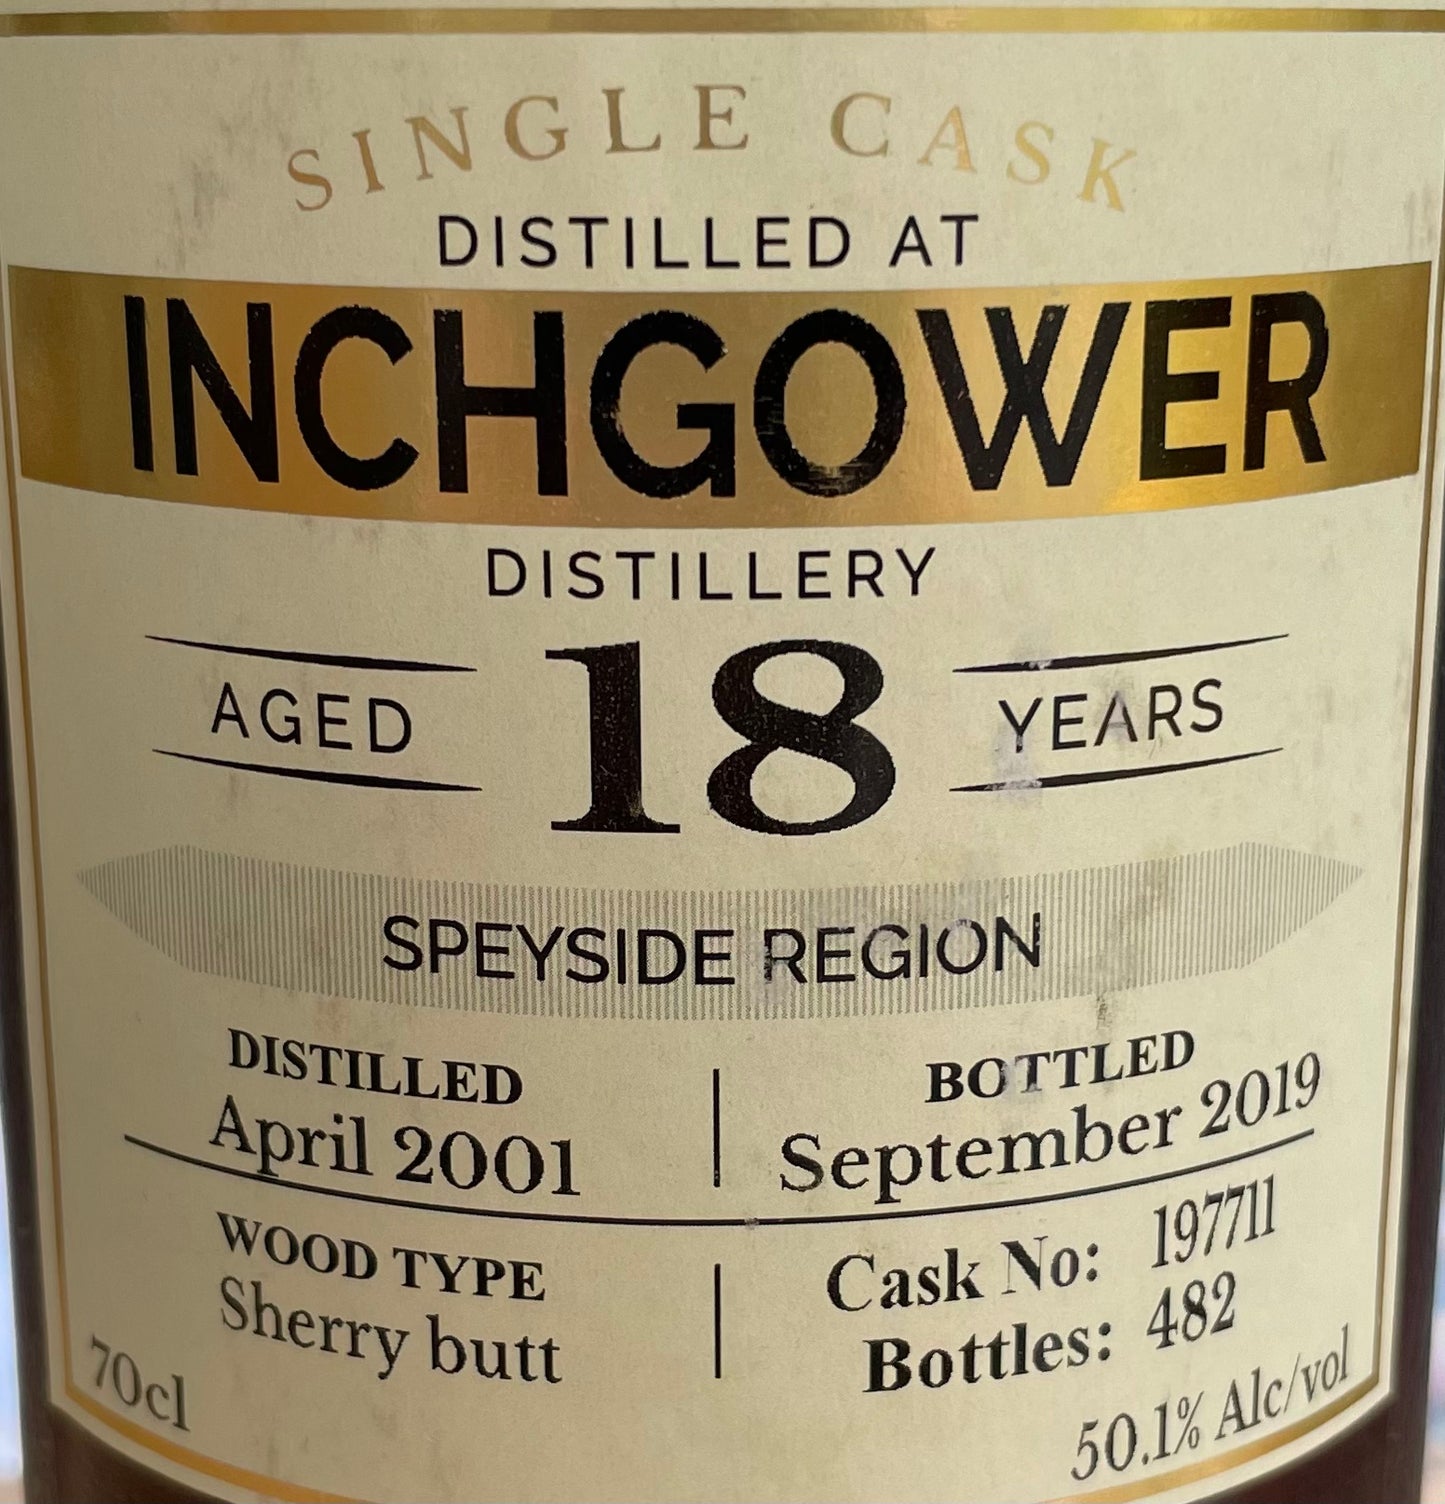 SINGLE CASK
DISTILLED AT
INCHGOWER
DISTILLERY
AGED 18 YEARS
SPEYSIDE REGION
DISTILLED
April 2001
BOTTLED
September 2019
WOOD TYPE
Sherry butt
Cask No: 197711
Bottles: 482
70cl
50.1% Alc/vol